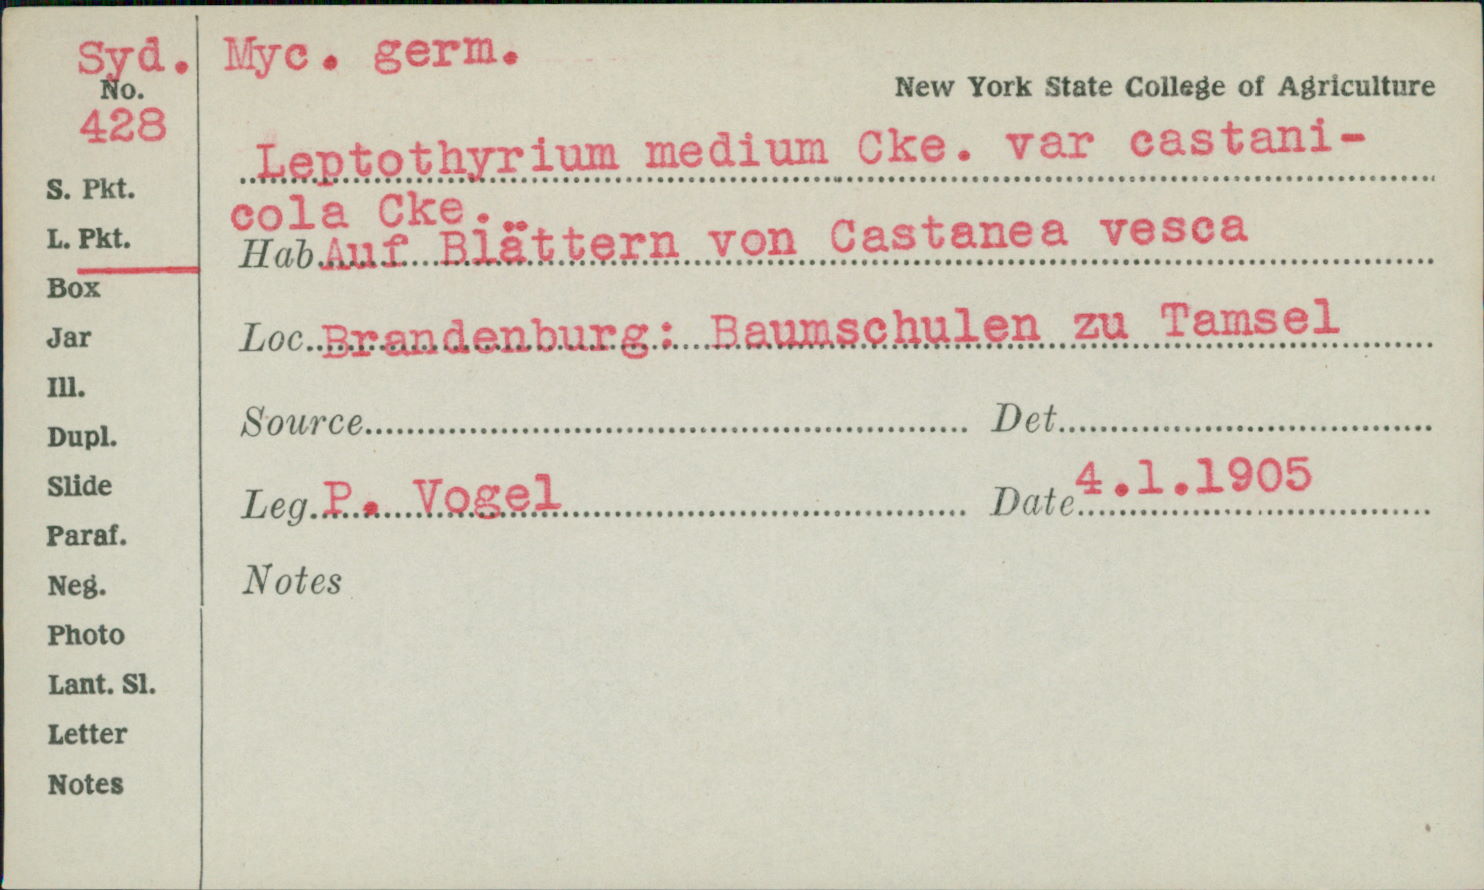 Syd. Myc. germ.
No.
428
New York State College of Agriculture
Leptothyrium medium Cke. var castani-
cola Cke.
Hab. Auf Blättern von Castanea vesca
Loc. Brandenburg: Baumschulen zu Tamsel
Source Det
Leg. P. Vogel Date 4.1.1905
Notes
S. Pkt.
L. Pkt.
Box
Jar
Ill.
Dupl.
Slide
Paraf.
Neg.
Photo
Lant. Sl.
Letter
Notes